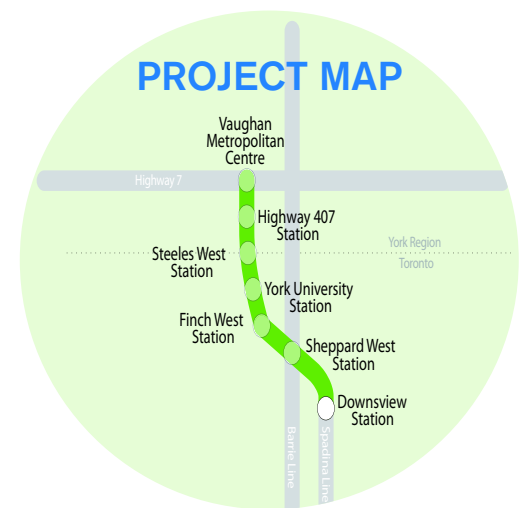 PROJECT MAP
Vaughan
Metropolitan
Centre
Highway 7
Highway 407
Station
York Region
Steeles West
Station
Toronto
York University
Station
Finch West
Station
Sheppard West
Station
Downsview
Station
Barrie Line
Spadina Line